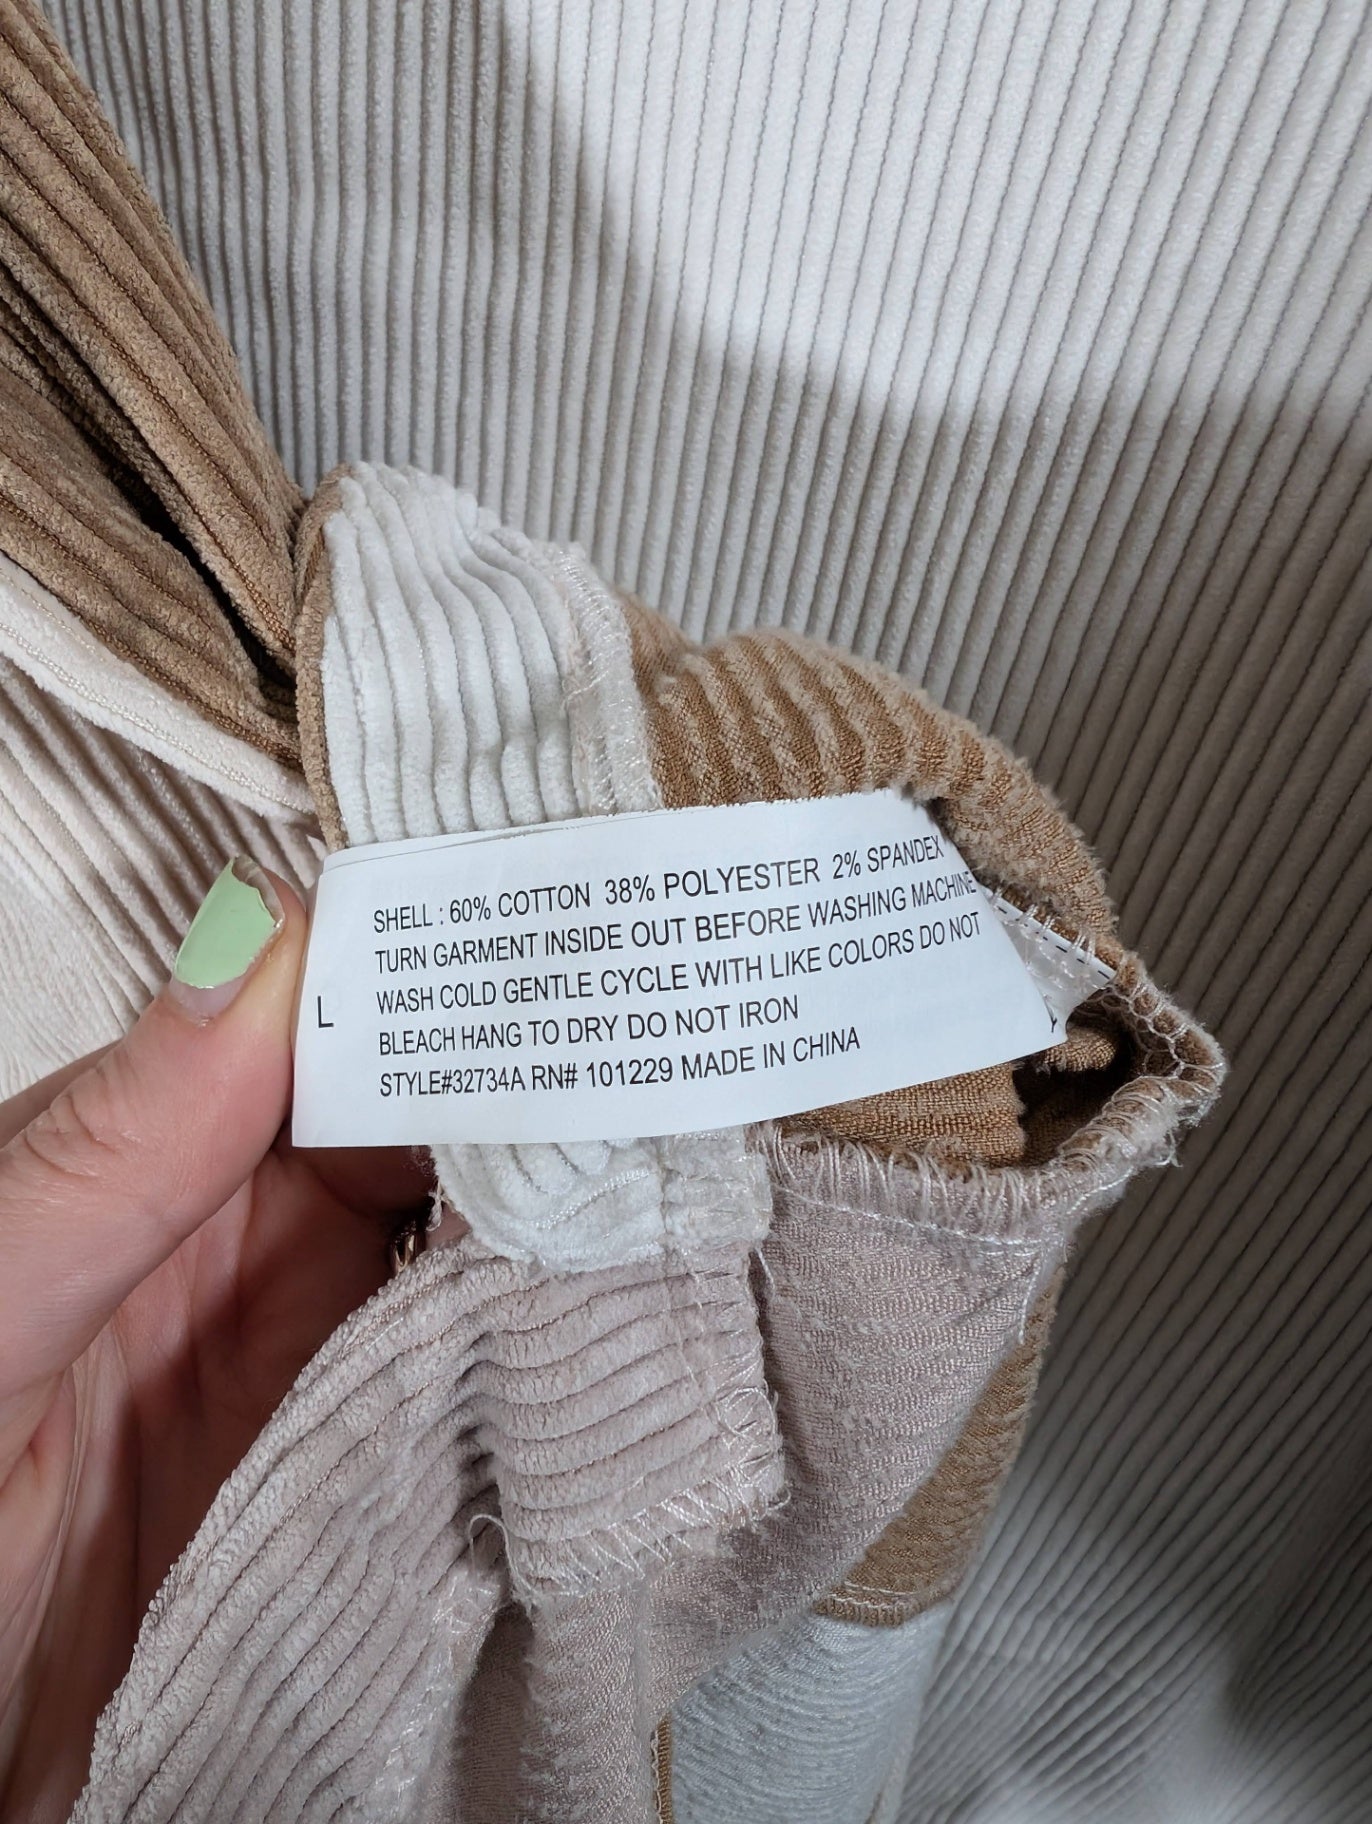 SHELL : 60% COTTON 38% POLYESTER 2% SPANDEX
TURN GARMENT INSIDE OUT BEFORE WASHING MACHINE
WASH COLD GENTLE CYCLE WITH LIKE COLORS DO NOT
BLEACH HANG TO DRY DO NOT IRON
STYLE#32734A RN# 101229 MADE IN CHINA
L